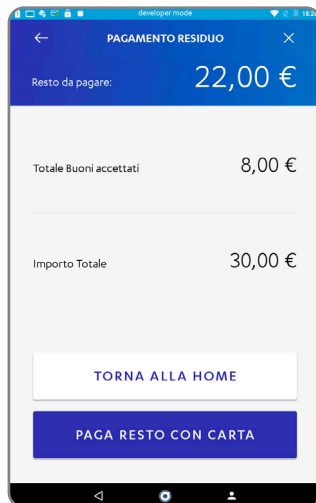 developer mode
18:26
PAGAMENTO RESIDUO
Resto da pagare: 22,00 €
Totale Buoni accettati 8,00 €
Importo Totale 30,00 €
TORNA ALLA HOME
PAGA RESTO CON CARTA